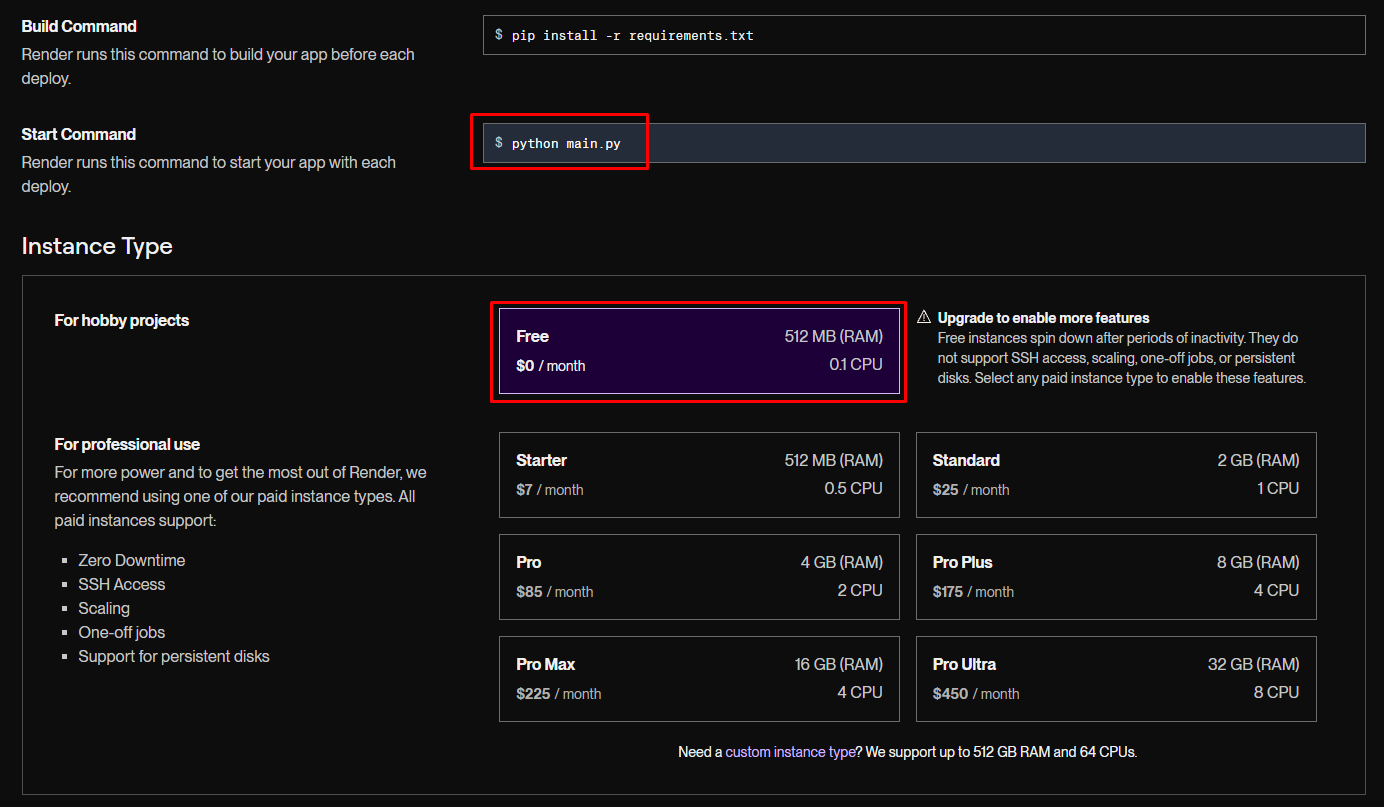 Build Command
Render runs this command to build your app before each
deploy.
$ pip install -r requirements.txt
Start Command
Render runs this command to start your app with each
deploy.
$ python main.py
Instance Type
For hobby projects
Free 512 MB (RAM)
$0 / month 0.1 CPU
Upgrade to enable more features
Free instances spin down after periods of inactivity. They do
not support SSH access, scaling, one-off jobs, or persistent
disks. Select any paid instance type to enable these features.
For professional use
For more power and to get the most out of Render, we
recommend using one of our paid instance types. All
paid instances support:
Zero Downtime
SSH Access
Scaling
One-off jobs
Support for persistent disks
Starter 512 MB (RAM)
$7 / month 0.5 CPU
Standard 2 GB (RAM)
$25 / month 1 CPU
Pro 4 GB (RAM)
$85 / month 2 CPU
Pro Plus 8 GB (RAM)
$175 / month 4 CPU
Pro Max 16 GB (RAM)
$225 / month 4 CPU
Pro Ultra 32 GB (RAM)
$450 / month 8 CPU
Need a custom instance type? We support up to 512 GB RAM and 64 CPUs.